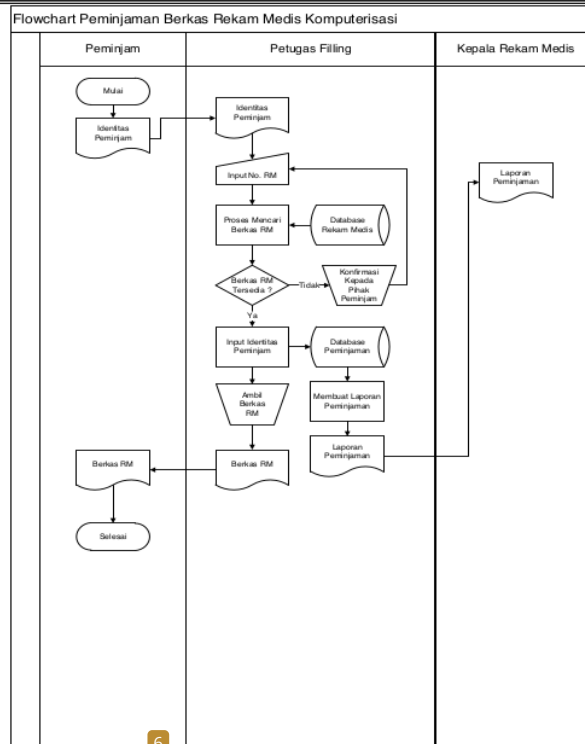 Flowchart Peminjaman Berkas Rekam Medis Komputerisasi
Peminjam
Petugas Filling
Kepala Rekam Medis
Mulai
Identitas
Peminjam
Identitas
Peminjam
Input No. RM
Laporan
Peminjaman
Proses Mencari
Berkas RM
Database
Rekam Medis
Berkas RM
Tersedia ?
Tidak
Konfirmasi
Kepada
Pihak
Peminjam
Ya
Input Identitas
Peminjam
Database
Peminjaman
Ambil
Berkas
RM
Membuat Laporan
Peminjaman
Laporan
Peminjaman
Berkas RM
Berkas RM
Selesai
6